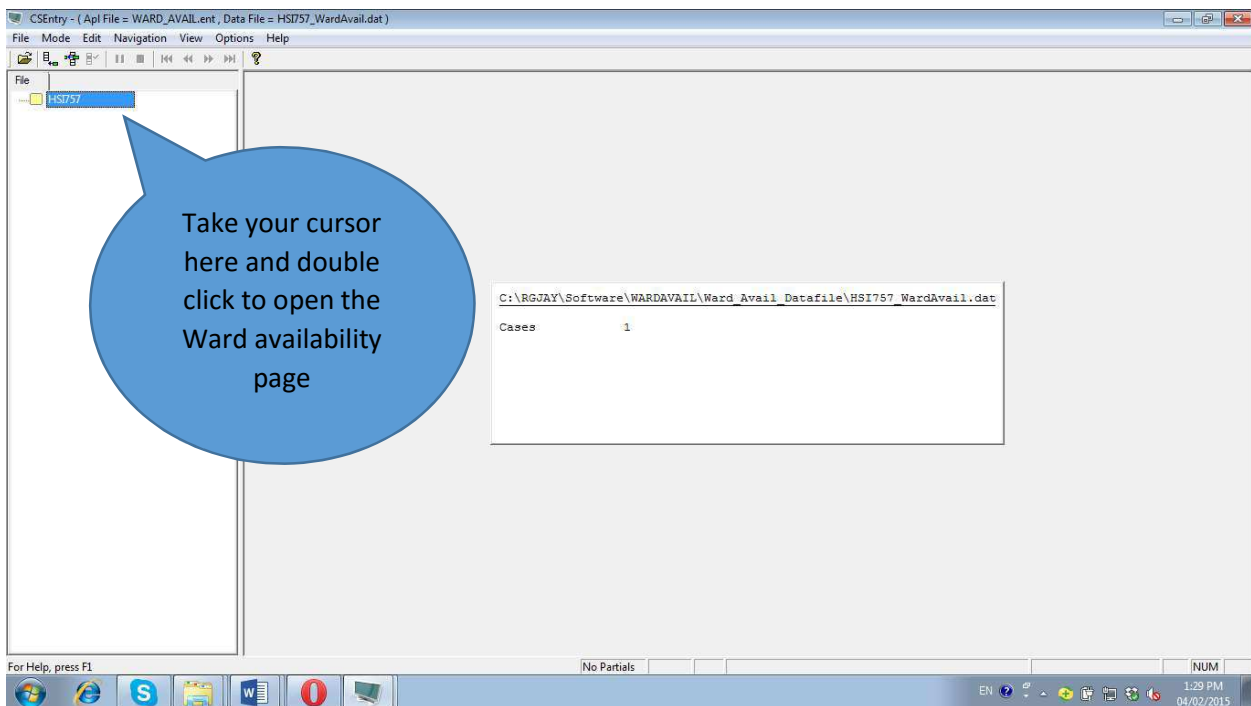 CSEntry - ( Apl File = WARD_AVAIL.ent , Data File = HSI757_WardAvail.dat )
File Mode Edit Navigation View Options Help
File
HSI757
Take your cursor
here and double
click to open the
Ward availability
page
C:\RGJAY\Software\WARDAVAIL\Ward_Avail_Datafile\HSI757_WardAvail.dat
Cases 1
For Help, press F1
No Partials
NUM
EN
1:29 PM
04/02/2015